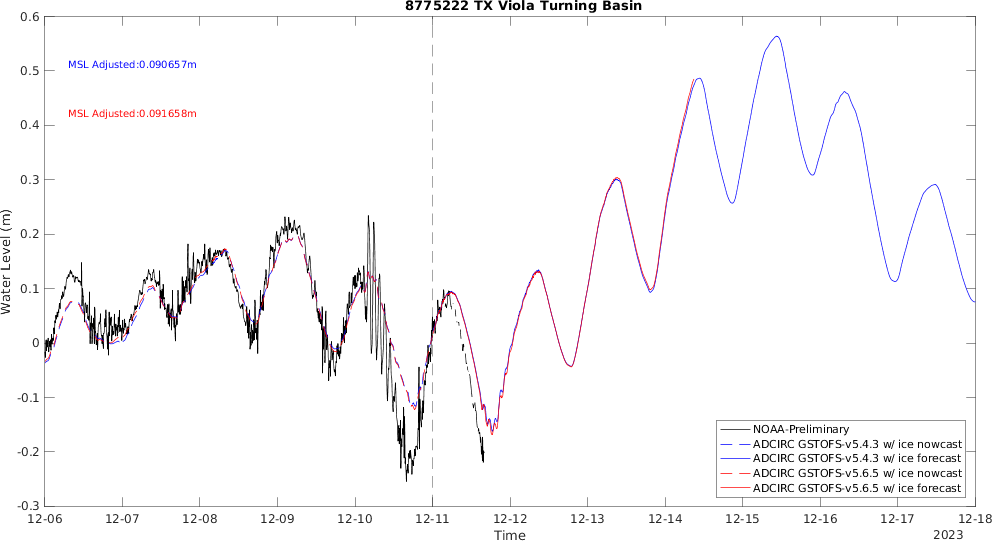 8775222 TX Viola Turning Basin
0.6
0.5
0.4
0.3
0.2
0.1
0
-0.1
-0.2
-0.3
Water Level (m)
MSL Adjusted:0.090657m
MSL Adjusted:0.091658m
NOAA-Preliminary
ADCIRC GSTOFS-v5.4.3 w/ ice nowcast
ADCIRC GSTOFS-v5.4.3 w/ ice forecast
ADCIRC GSTOFS-v5.6.5 w/ ice nowcast
ADCIRC GSTOFS-v5.6.5 w/ ice forecast
12-06 12-07 12-08 12-09 12-10 12-11 12-12 12-13 12-14 12-15 12-16 12-17 12-18
Time
2023